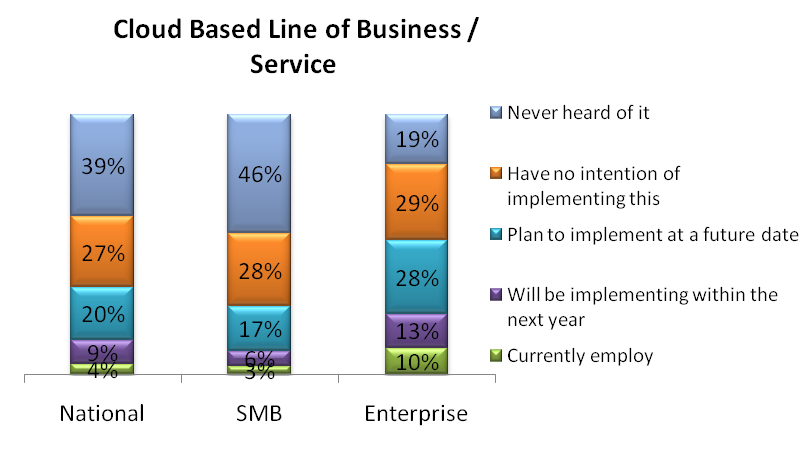 Cloud Based Line of Business /
Service
39%
46%
19%
27%
28%
29%
20%
17%
28%
9%
6%
13%
4%
3%
10%
National
SMB
Enterprise
Never heard of it
Have no intention of
implementing this
Plan to implement at a future date
Will be implementing within the
next year
Currently employ